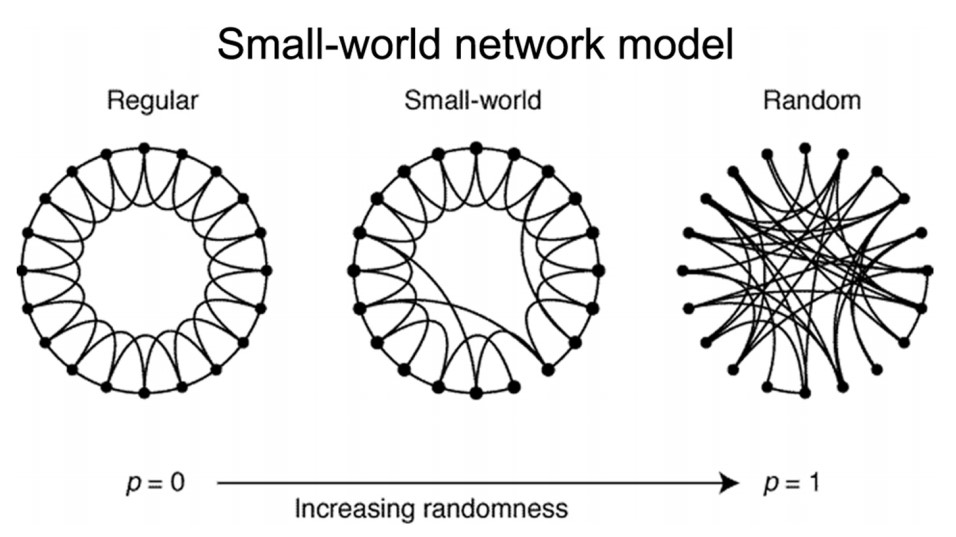 Small-world network model
Regular
Small-world
Random
p = 0
p = 1
Increasing randomness